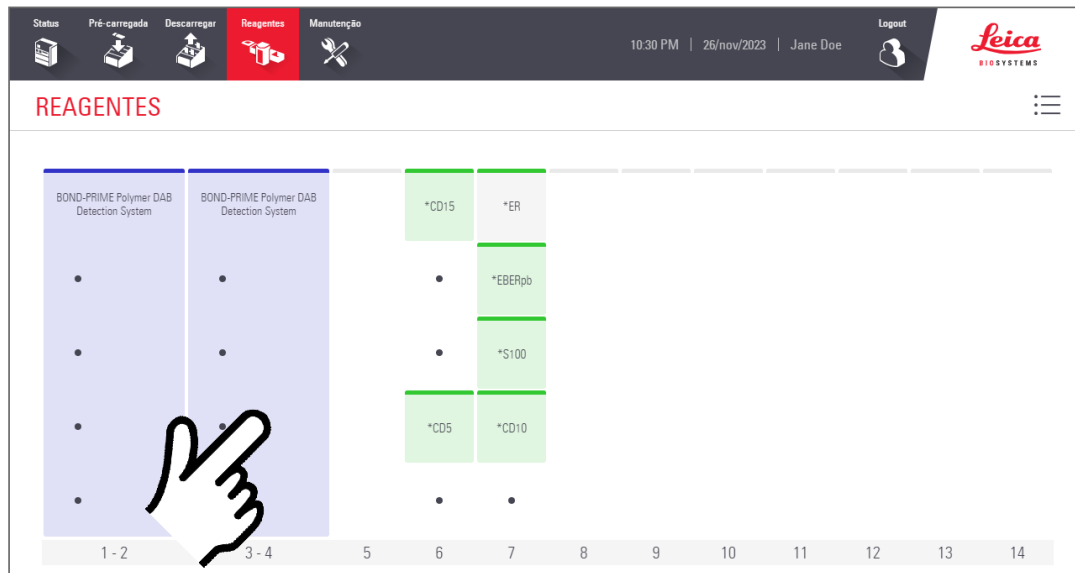 Status Pré-carregada Descarregar Reagentes Manutenção Logout
10:30 PM | 26/nov/2023 | Jane Doe
Leica
BIOSYSTEMS
REAGENTES
BOND-PRIME Polymer DAB
Detection System
BOND-PRIME Polymer DAB
Detection System
*CD15 *ER
*EBERpb
*S100
*CD5 *CD10
1 - 2 3 - 4 5 6 7 8 9 10 11 12 13 14